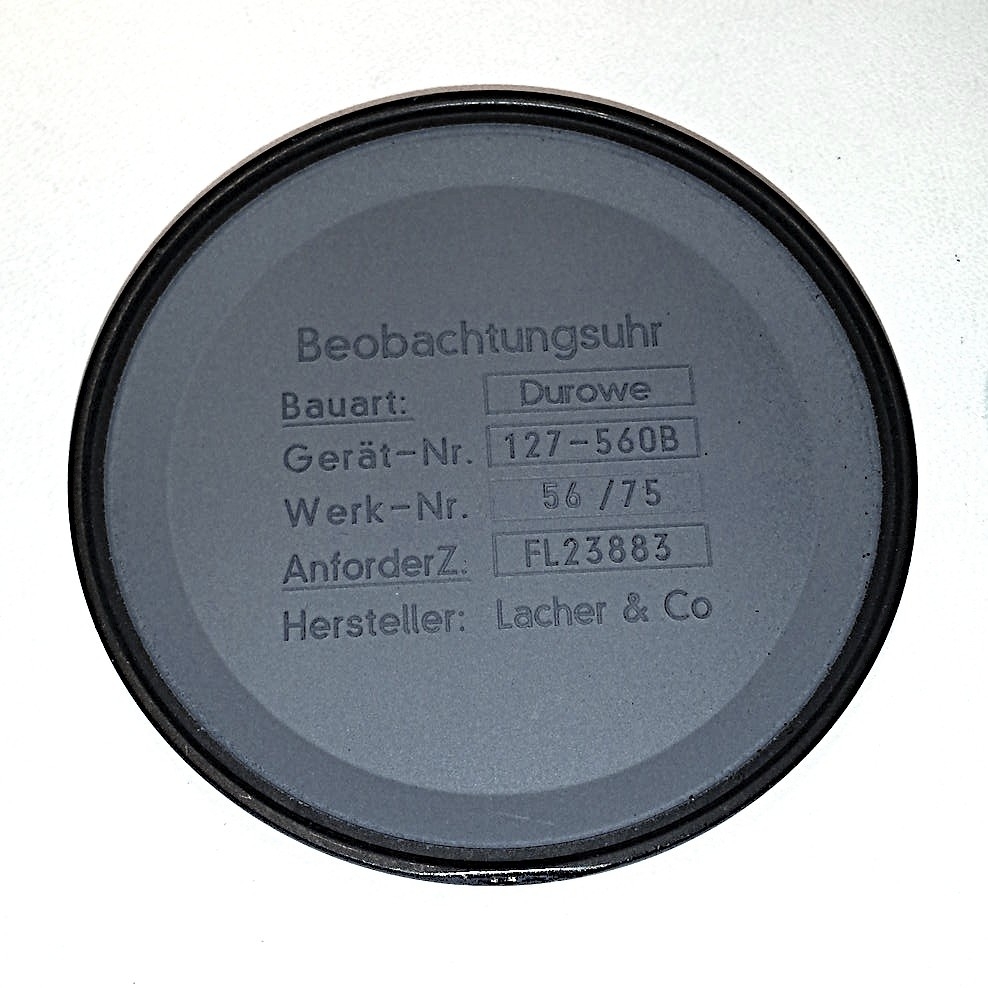 Beobachtungsuhr
Bauart: Durowe
Gerät-Nr. 127-560B
Werk-Nr. 56/75
AnforderZ. FL23883
Hersteller: Lacher & Co